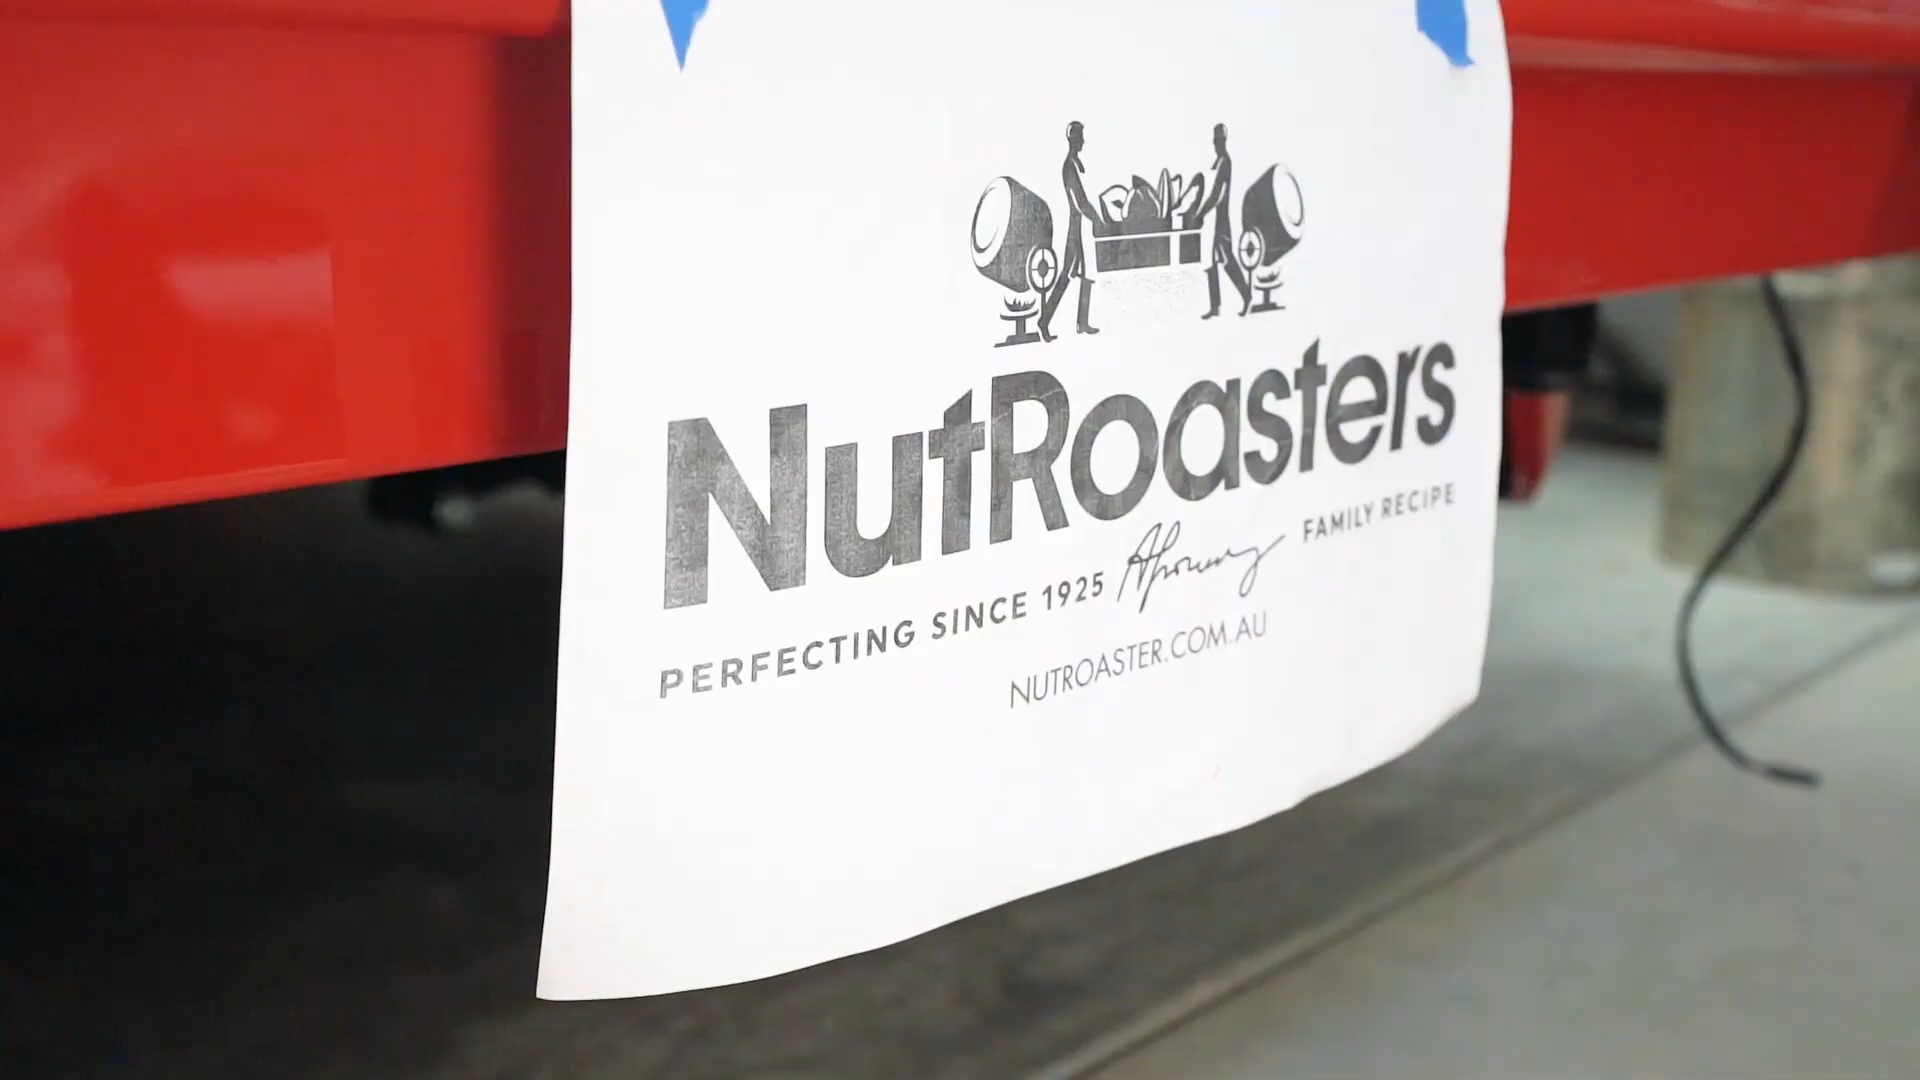 NutRoasters
PERFECTING SINCE 1925 FAMILY RECIPE
NUTROASTER.COM.AU